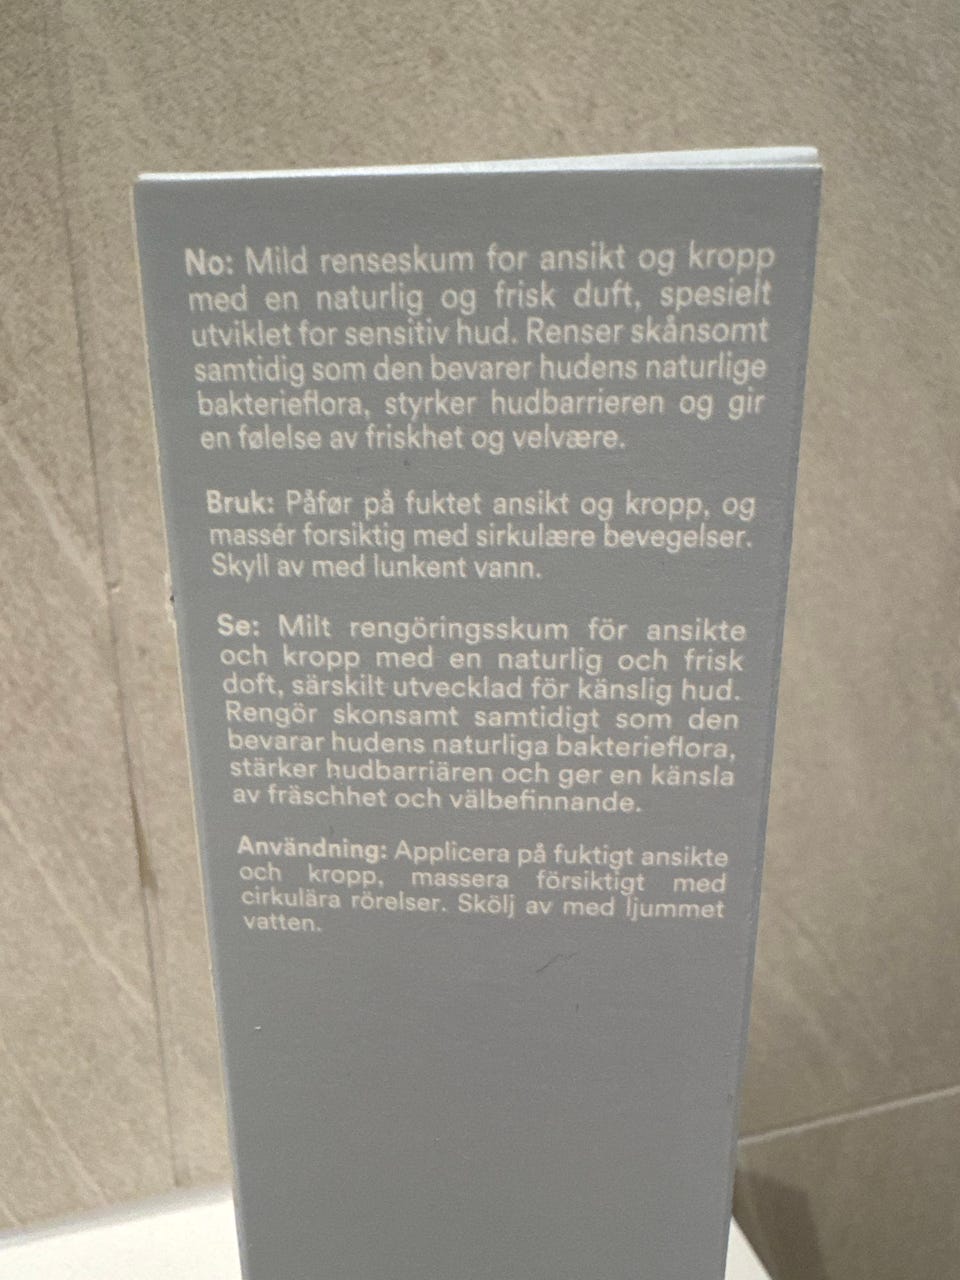 No: Mild renseskum for ansikt og kropp
med en naturlig og frisk duft, spesielt
utviklet for sensitiv hud. Renser skånsomt
samtidig som den bevarer hudens naturlige
bakterieflora, styrker hudbarrieren og gir
en følelse av friskhet og velvære.
Bruk: Påfør på fuktet ansikt og kropp, og
massér forsiktig med sirkulære bevegelser.
Skyll av med lunkent vann.
Se: Milt rengöringsskum för ansikte
och kropp med en naturlig och frisk
doft, särskilt utvecklad för känslig hud.
Rengör skonsamt samtidigt som den
bevarar hudens naturliga bakterieflora,
stärker hudbarriären och ger en känsla
av fräschhet och välbefinnande.
Användning: Applicera på fuktigt ansikte
och kropp, massera försiktigt med
cirkulära rörelser. Skölj av med ljummet
vatten.